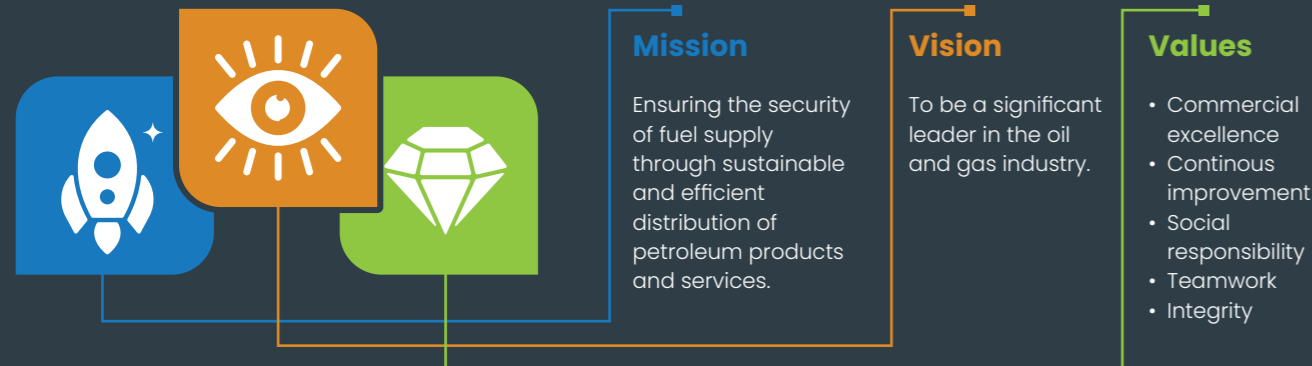 Mission
Ensuring the security
of fuel supply
through sustainable
and efficient
distribution of
petroleum products
and services.
Vision
To be a significant
leader in the oil
and gas industry.
Values
• Commercial
excellence
• Continous
improvement
• Social
responsibility
• Teamwork
• Integrity